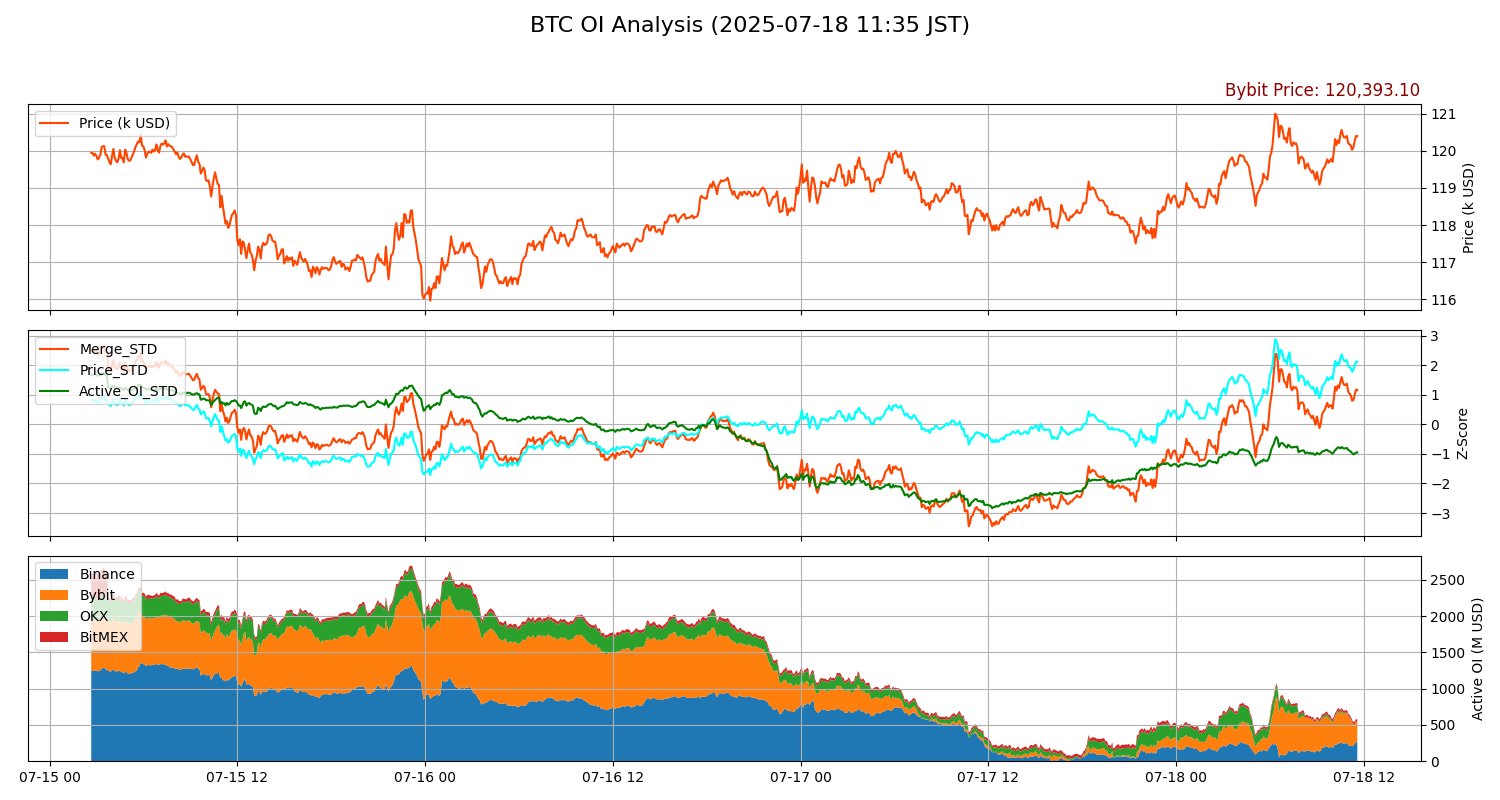 BTC OI Analysis (2025-07-18 11:35 JST)
Bybit Price: 120,393.10
Price (k USD)
121
120
119
118
117
116
Price (k USD)
Merge_STD
Price_STD
Active_OI_STD
3
2
1
0
−1
−2
−3
Z-Score
Binance
Bybit
OKX
BitMEX
2500
2000
1500
1000
500
0
Active OI (M USD)
07-15 00 07-15 12 07-16 00 07-16 12 07-17 00 07-17 12 07-18 00 07-18 12